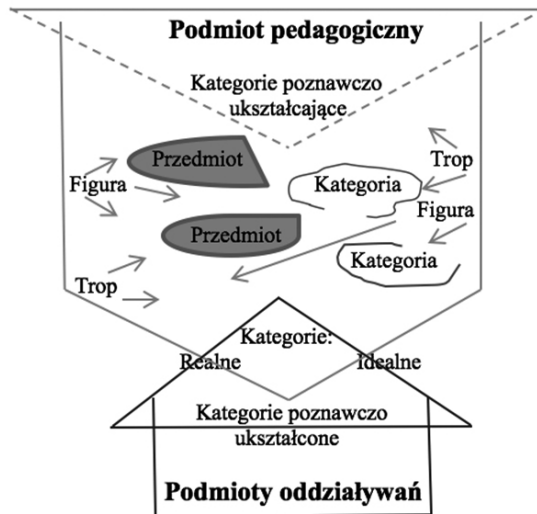 Podmiot pedagogiczny
Kategorie poznawczo
ukształcające
Przedmiot
Trop
Figura
Kategoria
Figura
Przedmiot
Kategoria
Trop
Kategorie:
Realne
Idealne
Kategorie poznawczo
ukształcone
Podmioty oddziaływań